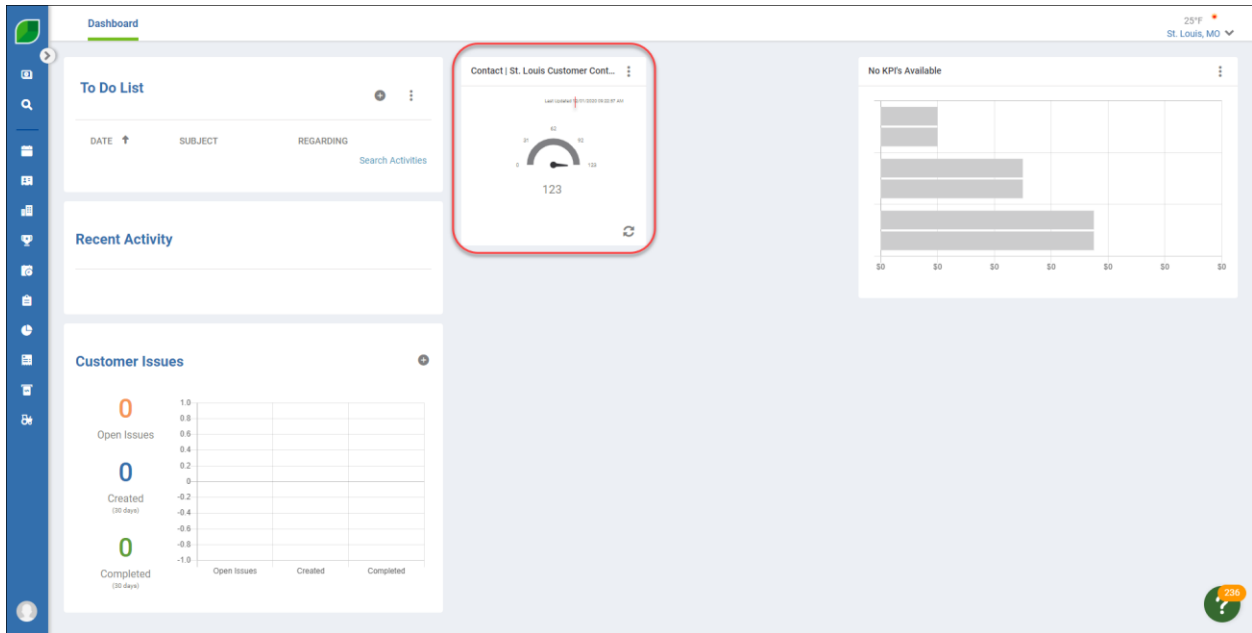 Dashboard
25°F
St. Louis, MO
To Do List
DATE
SUBJECT
REGARDING
Search Activities
Recent Activity
Customer Issues
0
Open Issues
0
Created
(30 days)
0
Completed
(30 days)
1.0
0.8
0.6
0.4
0.2
0
-0.2
-0.4
-0.6
-0.8
-1.0
Open Issues Created Completed
Contact | St. Louis Customer Cont...
Last updated
0 31 62 92 123
123
No KPI's Available
$0 $0 $0 $0 $0 $0 $0
236
?